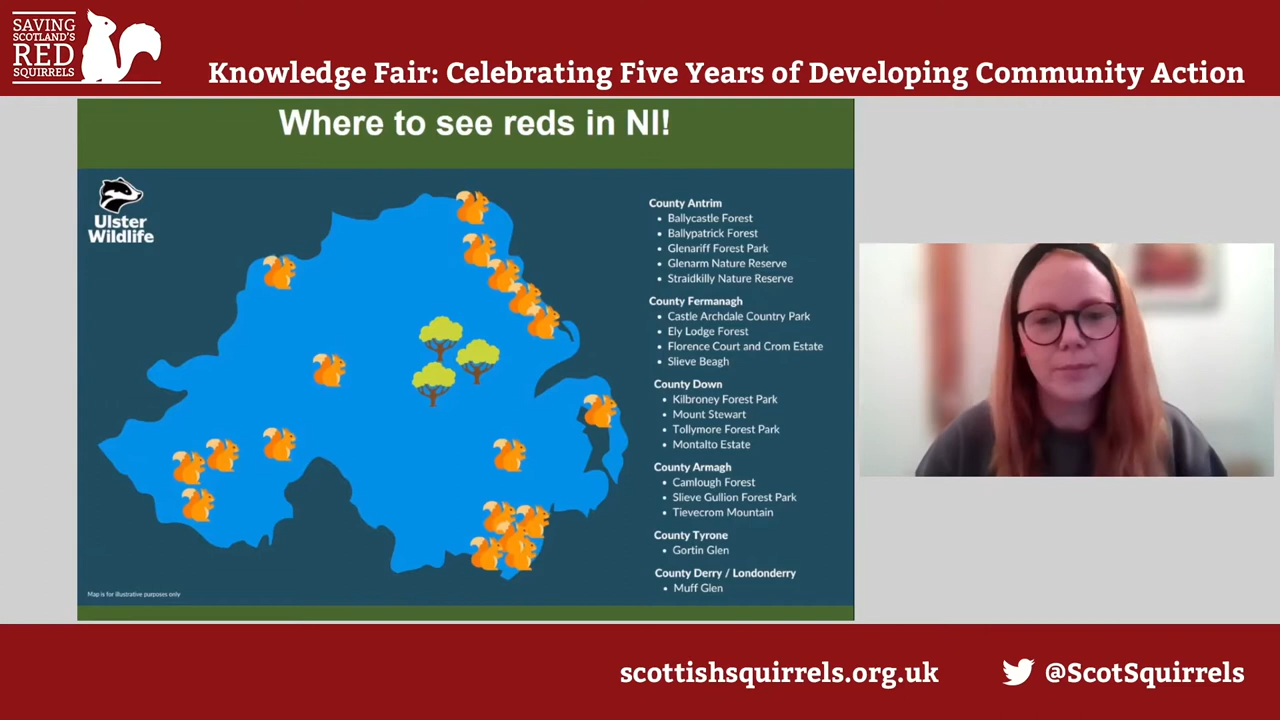 SAVING
SCOTLAND'S
RED
SQUIRRELS
Knowledge Fair: Celebrating Five Years of Developing Community Action
Where to see reds in NI!
Ulster
Wildlife
County Antrim
• Ballycastle Forest
• Ballypatrick Forest
• Glenariff Forest Park
• Glenarm Nature Reserve
• Straidkilly Nature Reserve
County Fermanagh
• Castle Archdale Country Park
• Ely Lodge Forest
• Florence Court and Crom Estate
• Slieve Beagh
County Down
• Kilbroney Forest Park
• Mount Stewart
• Tollymore Forest Park
• Montalto Estate
County Armagh
• Camlough Forest
• Slieve Gullion Forest Park
• Tievecrom Mountain
County Tyrone
• Gortin Glen
County Derry / Londonderry
• Muff Glen
Map is for illustrative purposes only
scottishsquirrels.org.uk
@ScotSquirrels